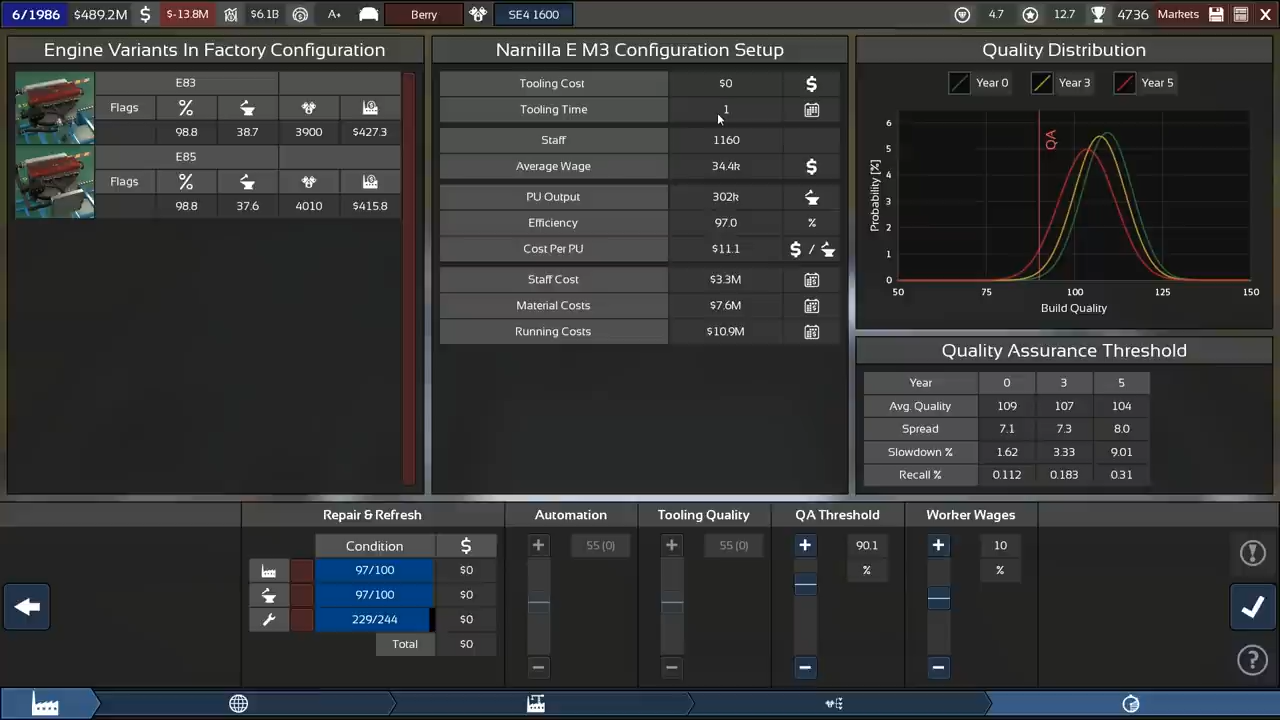 6/1986 $489.2M $-13.8M $6.1B A+ Berry SE4 1600 4.7 12.7 4736 Markets
Engine Variants In Factory Configuration
E83
Flags
98.8 38.7 3900 $427.3
E85
Flags
98.8 37.6 4010 $415.8
Narnilla E M3 Configuration Setup
Tooling Cost $0
Tooling Time 1
Staff 1160
Average Wage 34.4k
PU Output 302k
Efficiency 97.0 %
Cost Per PU $11.1 $ /
Staff Cost $3.3M
Material Costs $7.6M
Running Costs $10.9M
Quality Distribution
Year 0 Year 3 Year 5
QA
Probability [%]
6
5
4
3
2
1
0
50 75 100 125 150
Build Quality
Quality Assurance Threshold
Year 0 3 5
Avg. Quality 109 107 104
Spread 7.1 7.3 8.0
Slowdown % 1.62 3.33 9.01
Recall % 0.112 0.183 0.31
Repair & Refresh
Condition $
97/100 $0
97/100 $0
229/244 $0
Total $0
Automation
55 (0)
Tooling Quality
55 (0)
QA Threshold
90.1
%
Worker Wages
10
%